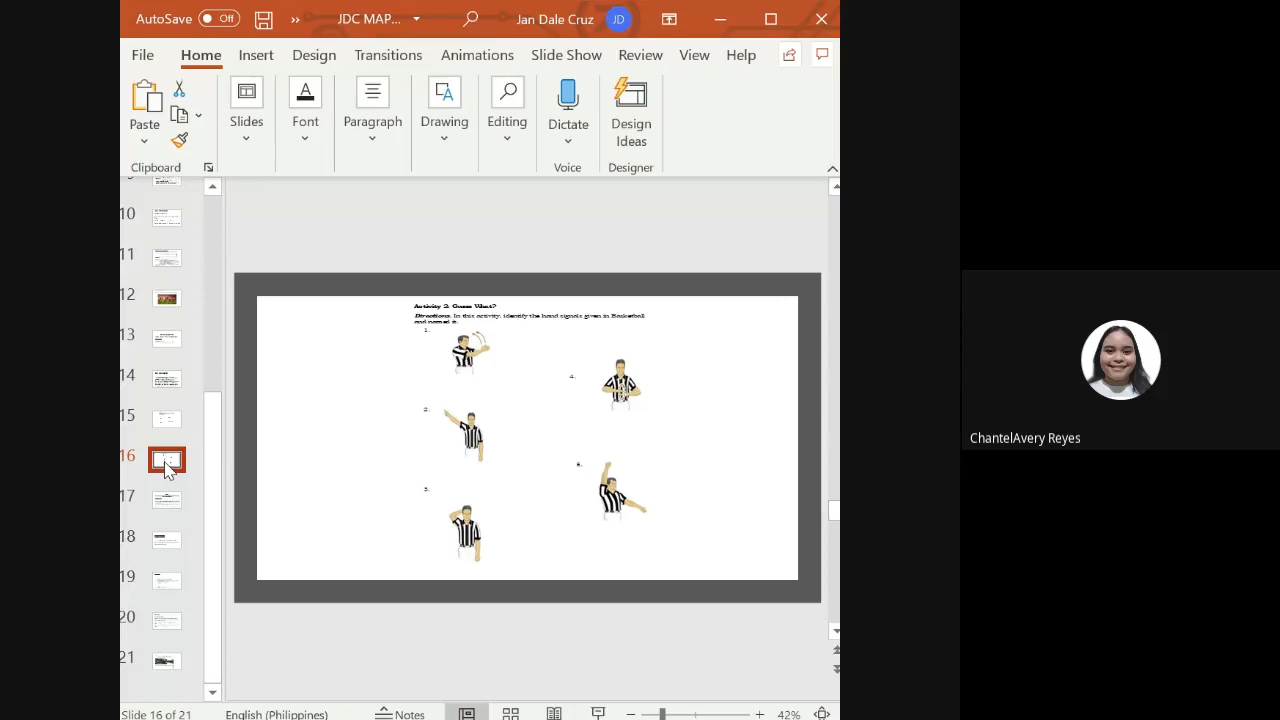 AutoSave Off JDC MAP... Jan Dale Cruz JD
File Home Insert Design Transitions Animations Slide Show Review View Help
Paste Slides Font Paragraph Drawing Editing Dictate Design
Ideas
Clipboard Voice Designer
10
11
12
13
14
15
16
17
18
19
20
21
Activity 2: Guess What?
Directions. In this activity, identify the hand signals given in Basketball
and named it.
1.
4.
2.
5.
3.
ChantelAvery Reyes
Slide 16 of 21 English (Philippines) Notes 42%